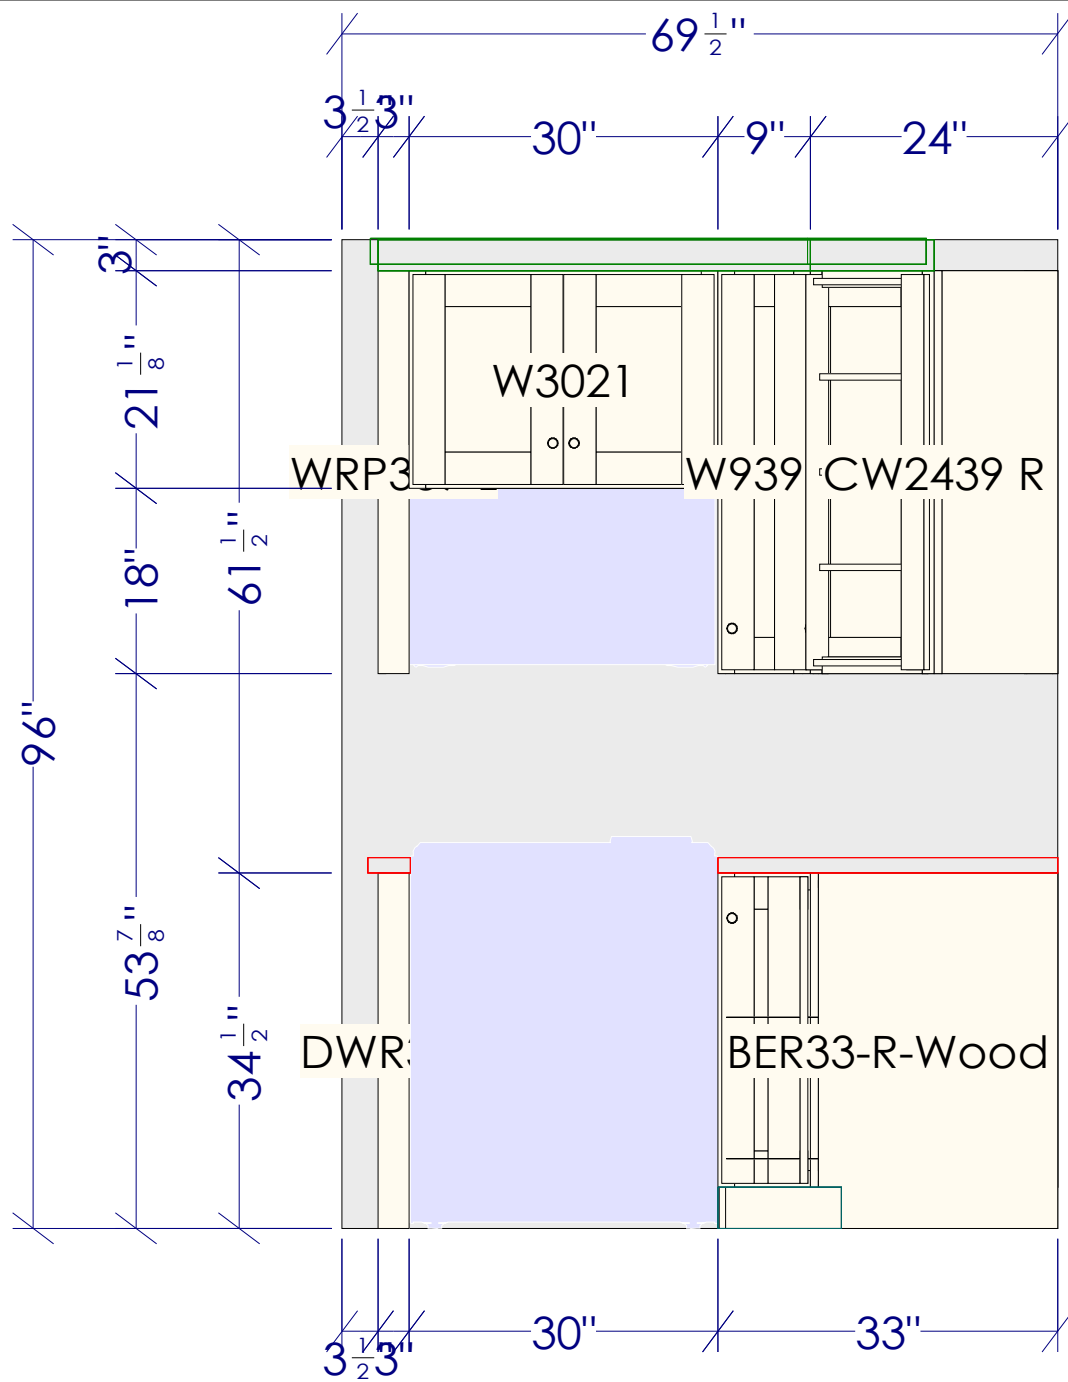 69 1/2"
3 1/2" 3" 30" 9" 24"
3"
21 1/8"
W3021
W939 CW2439 R
18"
61 1/2"
96"
53 7/8"
34 1/2"
BER33-R-Wood
3 1/2" 3" 30" 33"